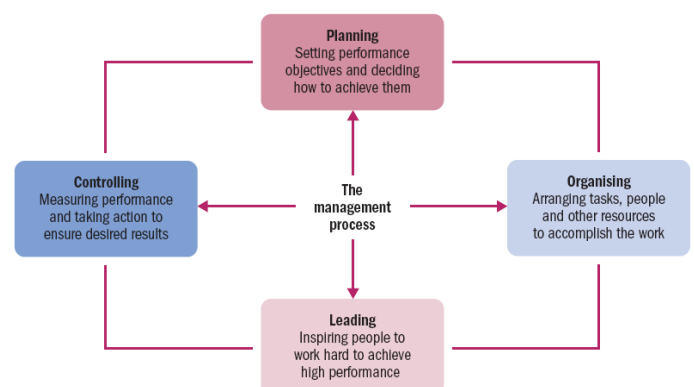 Planning
Setting performance
objectives and deciding
how to achieve them
Controlling
Measuring performance
and taking action to
ensure desired results
The
management
process
Organising
Arranging tasks, people
and other resources
to accomplish the work
Leading
Inspiring people to
work hard to achieve
high performance